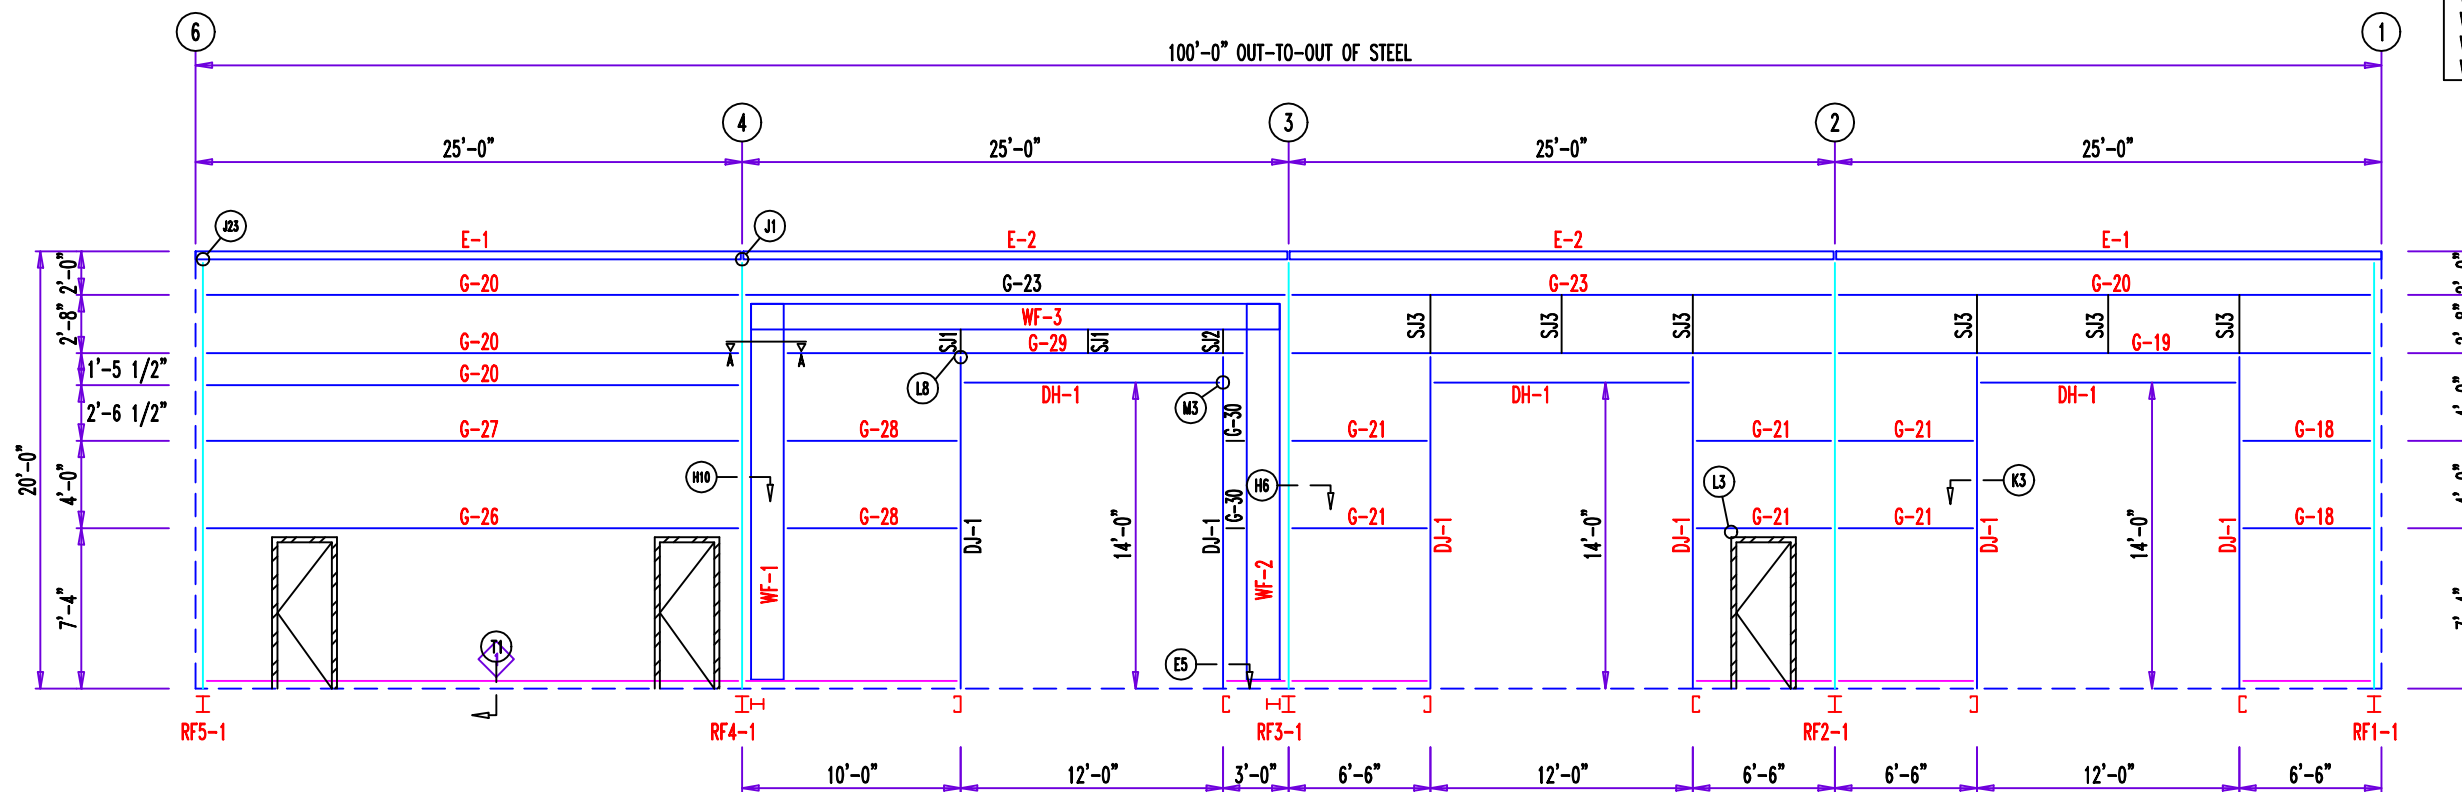 6
1
100'-0" OUT-TO-OUT OF STEEL
4
3
2
25'-0"
25'-0"
25'-0"
25'-0"
J23
J1
E-1
E-2
E-2
E-1
2'-0"
G-20
G-23
G-23
G-20
2'-8"
WF-3
SJ3
SJ3
SJ3
SJ3
SJ3
SJ3
G-20
SJ1
G-29
SJ1
SJ2
G-19
A
A
1'-5 1/2"
G-20
L8
DH-1
M3
DH-1
DH-1
2'-6 1/2"
G-27
G-28
G-30
G-21
G-21
G-21
G-18
20'-0"
4'-0"
H10
H6
L3
K3
G-26
G-28
G-30
G-21
G-21
G-21
G-18
DJ-1
14'-0"
DJ-1
DJ-1
14'-0"
DJ-1
DJ-1
14'-0"
DJ-1
7'-4"
WF-1
WF-2
T1
1
E5
RF5-1
RF4-1
RF3-1
RF2-1
RF1-1
10'-0"
12'-0"
3'-0"
6'-6"
12'-0"
6'-6"
6'-6"
12'-0"
6'-6"